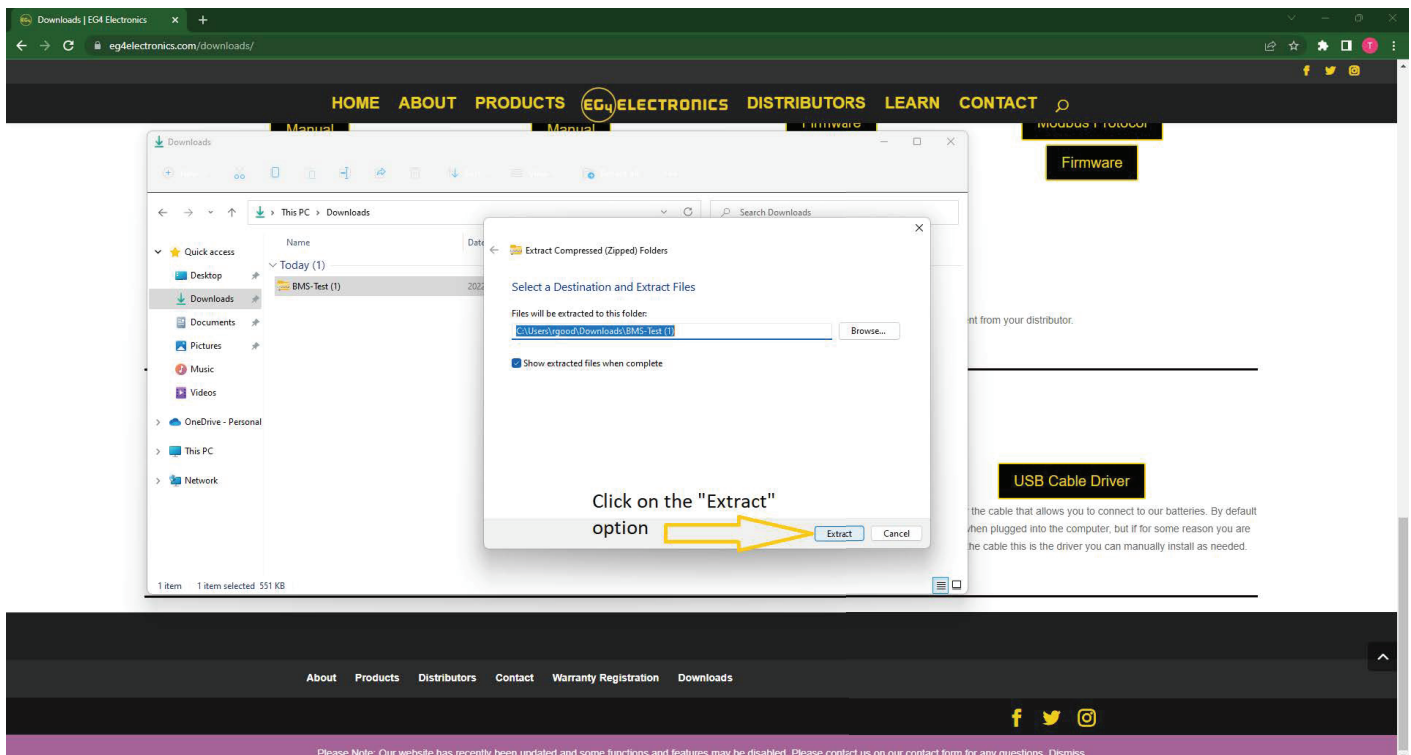 Downloads | EG4 Electronics
eg4electronics.com/downloads/
T
HOME ABOUT PRODUCTS EG4 ELECTRONICS DISTRIBUTORS LEARN CONTACT
Manual
Manual
Firmware
Modbus Protocol
Firmware
Downloads
This PC > Downloads
Search Downloads
Name
Date
Quick access
Desktop
Downloads
Documents
Pictures
Music
Videos
OneDrive - Personal
This PC
Network
Today (1)
BMS-Test (1)
2022
Extract Compressed (Zipped) Folders
Select a Destination and Extract Files
Files will be extracted to this folder:
C:\Users\rgood\Downloads\BMS-Test (1)
Browse...
Show extracted files when complete
Click on the "Extract"
option
Extract
Cancel
1 item 1 item selected 551 KB
nt from your distributor.
USB Cable Driver
the cable that allows you to connect to our batteries. By default
when plugged into the computer, but if for some reason you are
he cable this is the driver you can manually install as needed.
About Products Distributors Contact Warranty Registration Downloads
Please Note: Our website has recently been updated and some functions and features may be disabled. Please contact us on our contact form for any questions. Dismiss